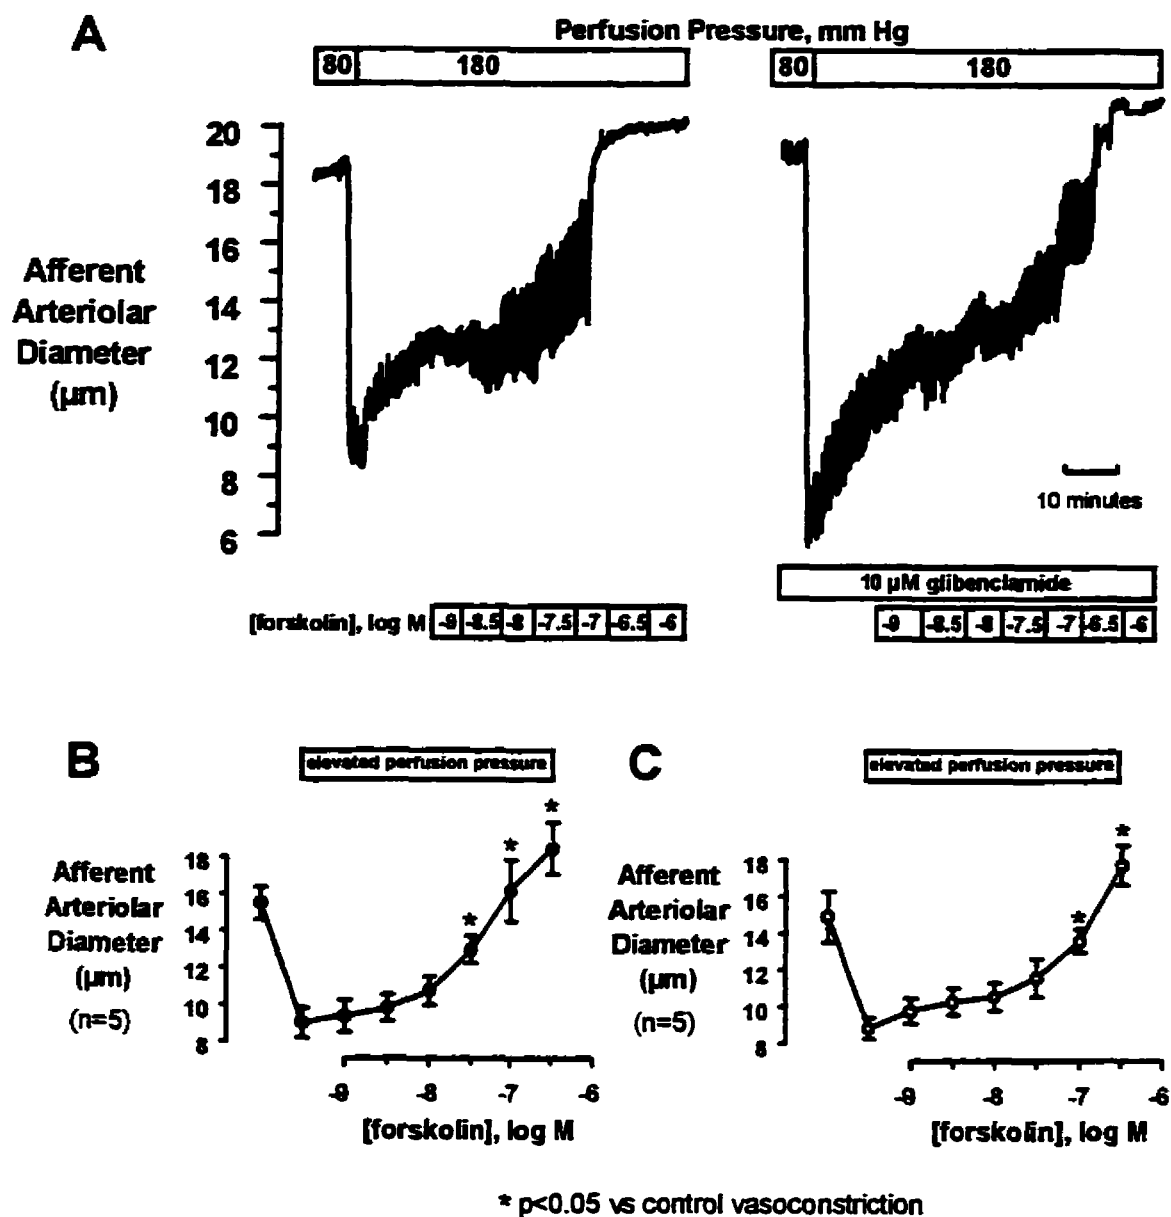 A
Perfusion Pressure, mm Hg
80 180
80 180
20
18
16
14
12
10
8
6
Afferent
Arteriolar
Diameter
(µm)
10 minutes
10 µM glibenclamide
[forskolin], log M -9 -8.5 -8 -7.5 -7 -6.5 -6
-9 -8.5 -8 -7.5 -7 -6.5 -6
B
elevated perfusion pressure
Afferent
Arteriolar
Diameter
(µm)
(n=5)
18
16
14
12
10
8
* * *
-9 -8 -7 -6
[forskolin], log M
C
elevated perfusion pressure
Afferent
Arteriolar
Diameter
(µm)
(n=5)
18
16
14
12
10
8
* *
-9 -8 -7 -6
[forskolin], log M
* p<0.05 vs control vasoconstriction